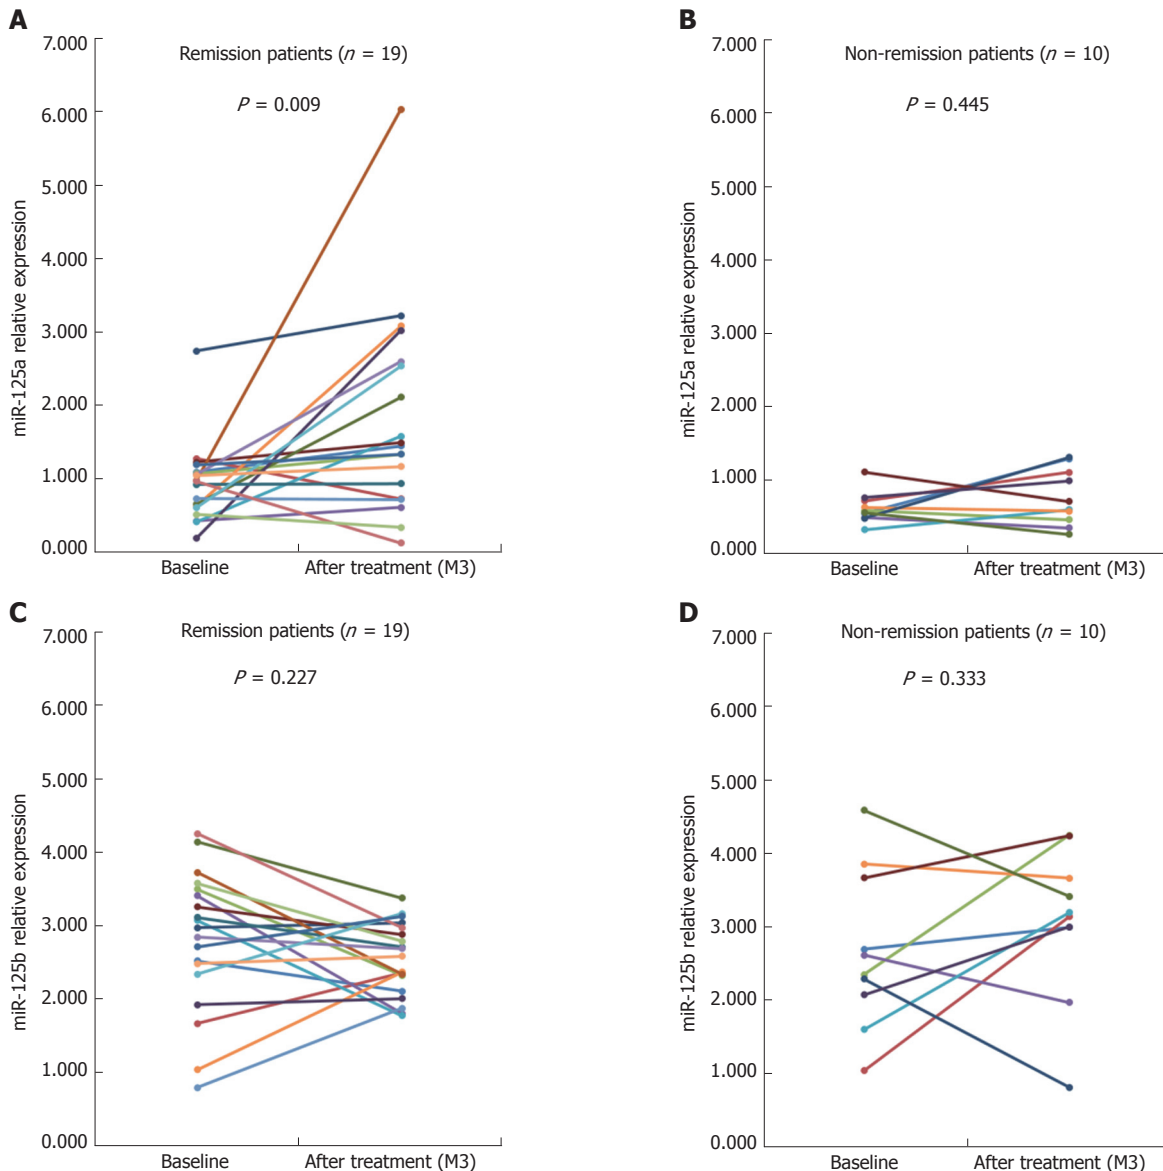 A
Remission patients (n = 19)
P = 0.009
miR-125a relative expression
7.000
6.000
5.000
4.000
3.000
2.000
1.000
0.000
Baseline
After treatment (M3)
B
Non-remission patients (n = 10)
P = 0.445
miR-125a relative expression
7.000
6.000
5.000
4.000
3.000
2.000
1.000
0.000
Baseline
After treatment (M3)
C
Remission patients (n = 19)
P = 0.227
miR-125b relative expression
7.000
6.000
5.000
4.000
3.000
2.000
1.000
0.000
Baseline
After treatment (M3)
D
Non-remission patients (n = 10)
P = 0.333
miR-125b relative expression
7.000
6.000
5.000
4.000
3.000
2.000
1.000
0.000
Baseline
After treatment (M3)